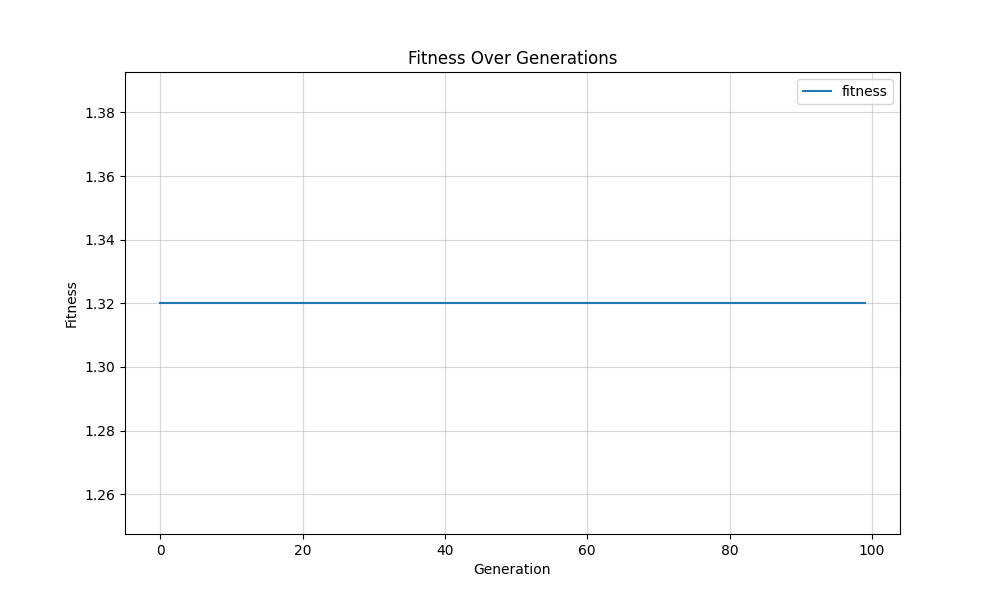 Fitness Over Generations
fitness
1.38
1.36
1.34
1.32
1.30
1.28
1.26
Fitness
0 20 40 60 80 100
Generation